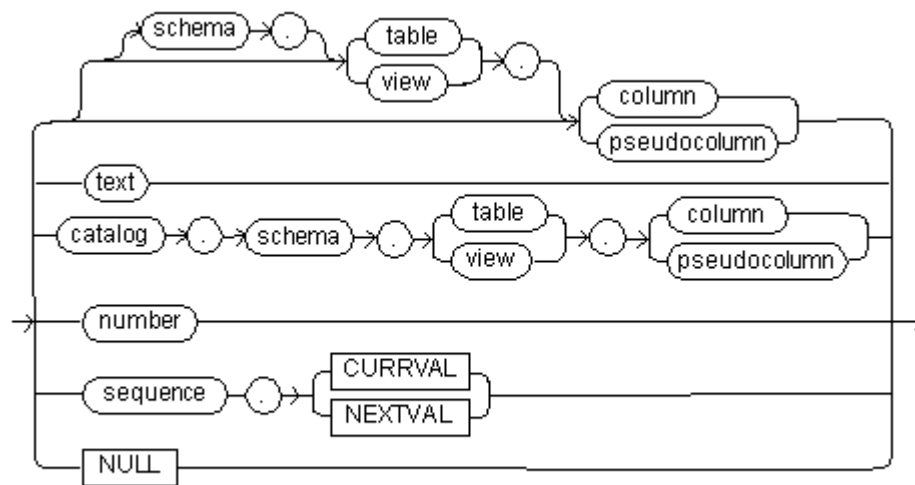 schema . table
view .
column
pseudocolumn
text
catalog . schema . table
view . column
pseudocolumn
number
sequence . CURRVAL
NEXTVAL
NULL